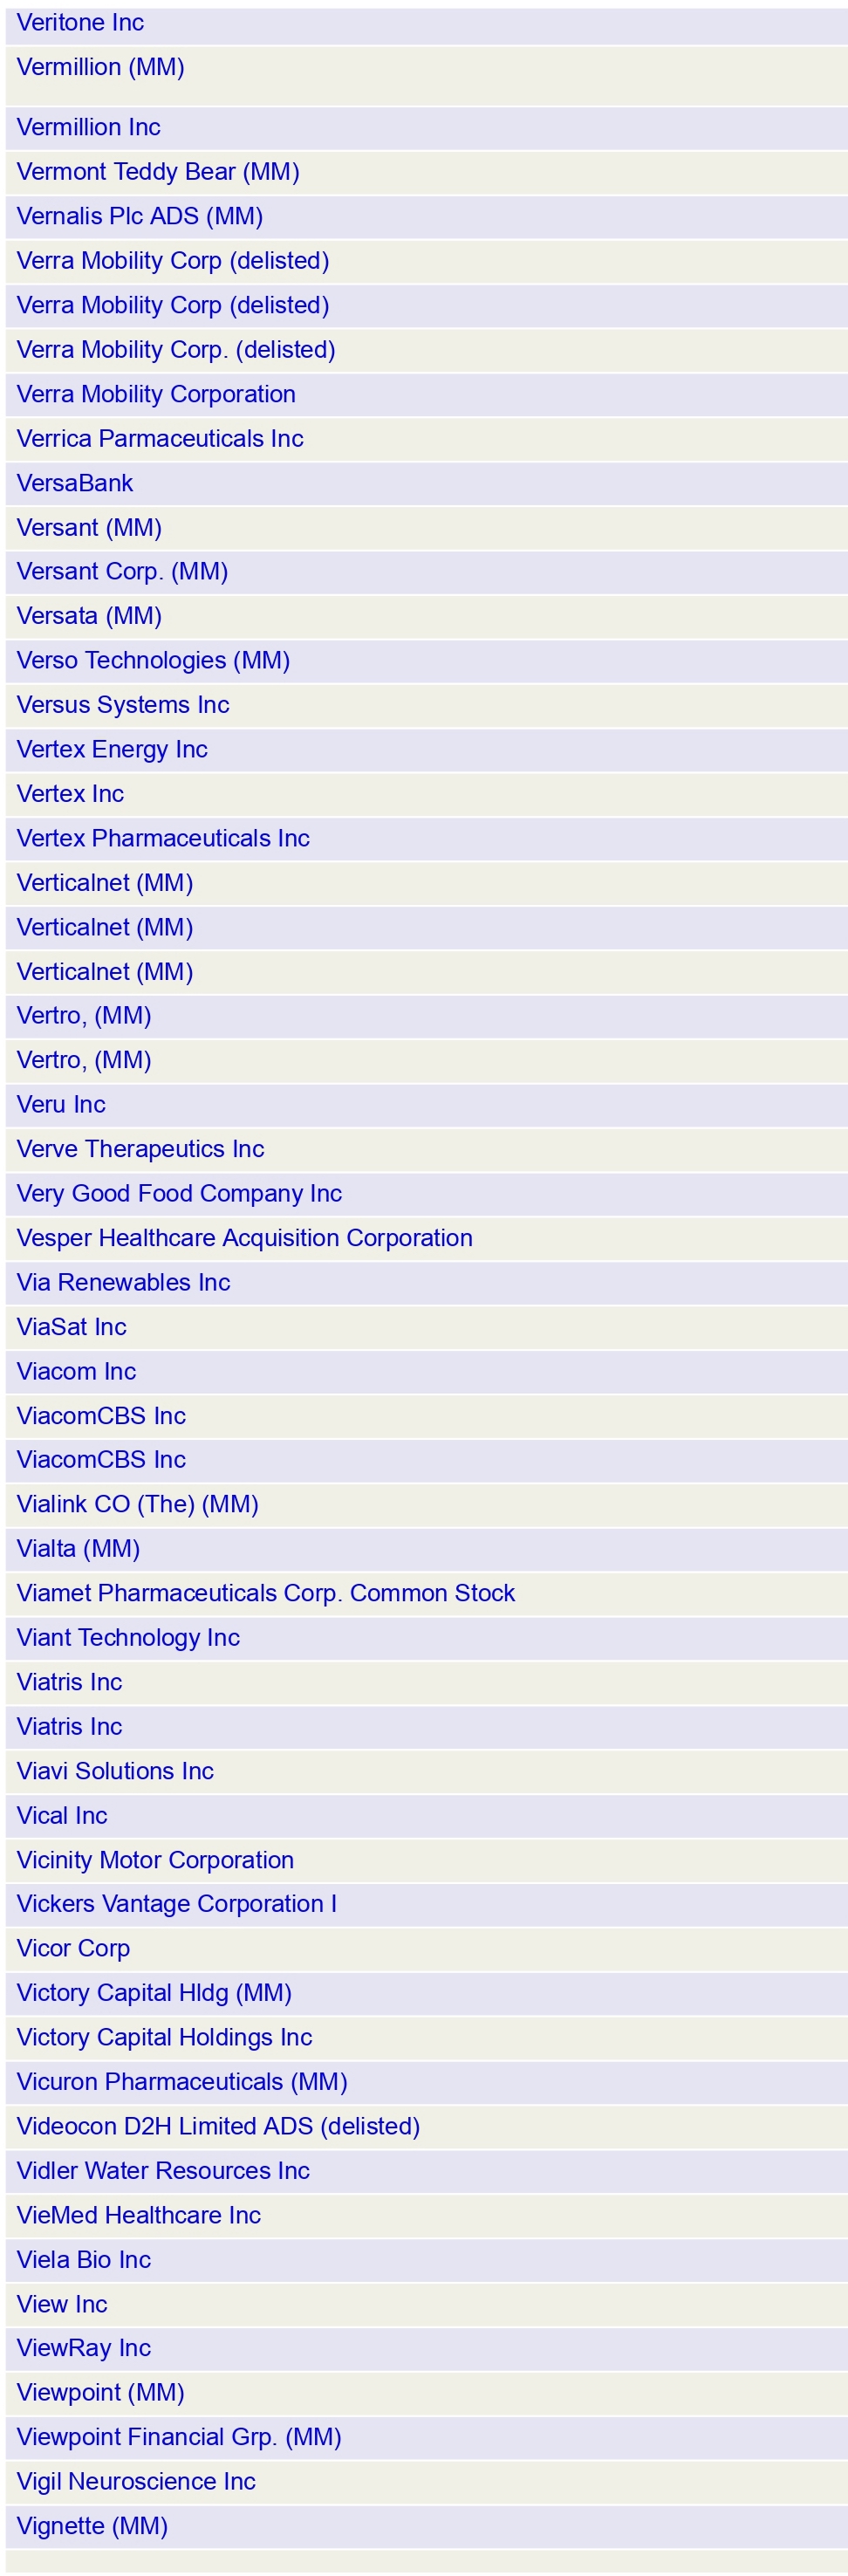 Veritone Inc
Vermillion (MM)
Vermillion Inc
Vermont Teddy Bear (MM)
Vernalis Plc ADS (MM)
Verra Mobility Corp (delisted)
Verra Mobility Corp (delisted)
Verra Mobility Corp. (delisted)
Verra Mobility Corporation
Verrica Parmaceuticals Inc
VersaBank
Versant (MM)
Versant Corp. (MM)
Versata (MM)
Verso Technologies (MM)
Versus Systems Inc
Vertex Energy Inc
Vertex Inc
Vertex Pharmaceuticals Inc
Verticalnet (MM)
Verticalnet (MM)
Verticalnet (MM)
Vertro, (MM)
Vertro, (MM)
Veru Inc
Verve Therapeutics Inc
Very Good Food Company Inc
Vesper Healthcare Acquisition Corporation
Via Renewables Inc
ViaSat Inc
Viacom Inc
ViacomCBS Inc
ViacomCBS Inc
Vialink CO (The) (MM)
Vialta (MM)
Viamet Pharmaceuticals Corp. Common Stock
Viant Technology Inc
Viatris Inc
Viatris Inc
Viavi Solutions Inc
Vical Inc
Vicinity Motor Corporation
Vickers Vantage Corporation I
Vicor Corp
Victory Capital Hldg (MM)
Victory Capital Holdings Inc
Vicuron Pharmaceuticals (MM)
Videocon D2H Limited ADS (delisted)
Vidler Water Resources Inc
VieMed Healthcare Inc
Viela Bio Inc
View Inc
ViewRay Inc
Viewpoint (MM)
Viewpoint Financial Grp. (MM)
Vigil Neuroscience Inc
Vignette (MM)